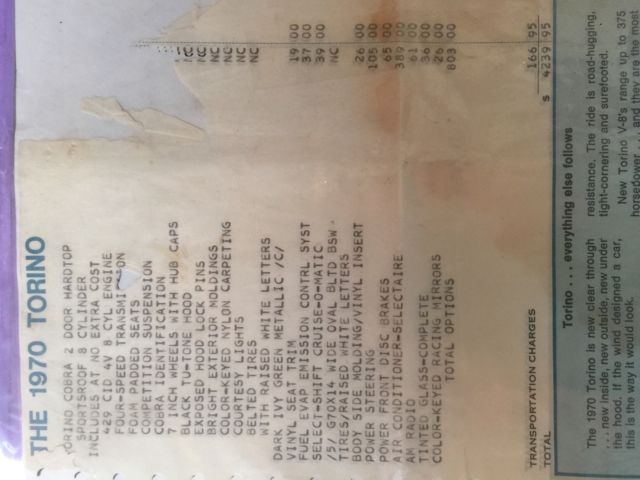 THE 1970 TORINO
TORINO COBRA 2 DOOR HARDTOP
SPORTSROOF 8 CYLINDER
INCLUDES AT NO EXTRA COST
429 CID 4V 8 CYL ENGINE
FOUR-SPEED TRANSMISSION
FOAM PADDED SEATS
COMPETITION SUSPENSION
COBRA IDENTIFICATION
7 INCH WHEELS WITH HUB CAPS
BLACK TU-TONE HOOD NC
EXPOSED HOOD LOCK PINS NC
BRIGHT EXTERIOR MOLDINGS NC
COLOR-KEYED NYLON CARPETING NC
COURTESY LIGHTS NC
BELTED TIRES NC
WITH RAISED WHITE LETTERS
DARK IVY GREEN METALLIC /C/
VINYL SEAT TRIM 19 00
FUEL EVAP EMISSION CONTRL SYST 37 00
SELECT-SHIFT CRUISE-O-MATIC 39 00
/5/ G70X14 WIDE OVAL BLTD BSW NC
TIRES/RAISED WHITE LETTERS
BODY SIDE MOLDING/VINYL INSERT 26 00
POWER STEERING 105 00
POWER FRONT DISC BRAKES 65 00
AIR CONDITIONER-SELECTAIRE 389 00
AM RADIO 61 00
TINTED GLASS-COMPLETE 36 00
COLOR-KEYED RACING MIRRORS 26 00
TOTAL OPTIONS 803 00
TRANSPORTATION CHARGES 166 95
TOTAL $ 4239 95
Torino . . . everything else follows
The 1970 Torino is new clear through
. . . new inside, new outside, new under
the hood. If the wind designed a car,
this is the way it would look.
resistance. The ride is road-hugging,
tight-cornering and surefooted.
New Torino V-8's range up to 375
horsepower . . . and they are the most